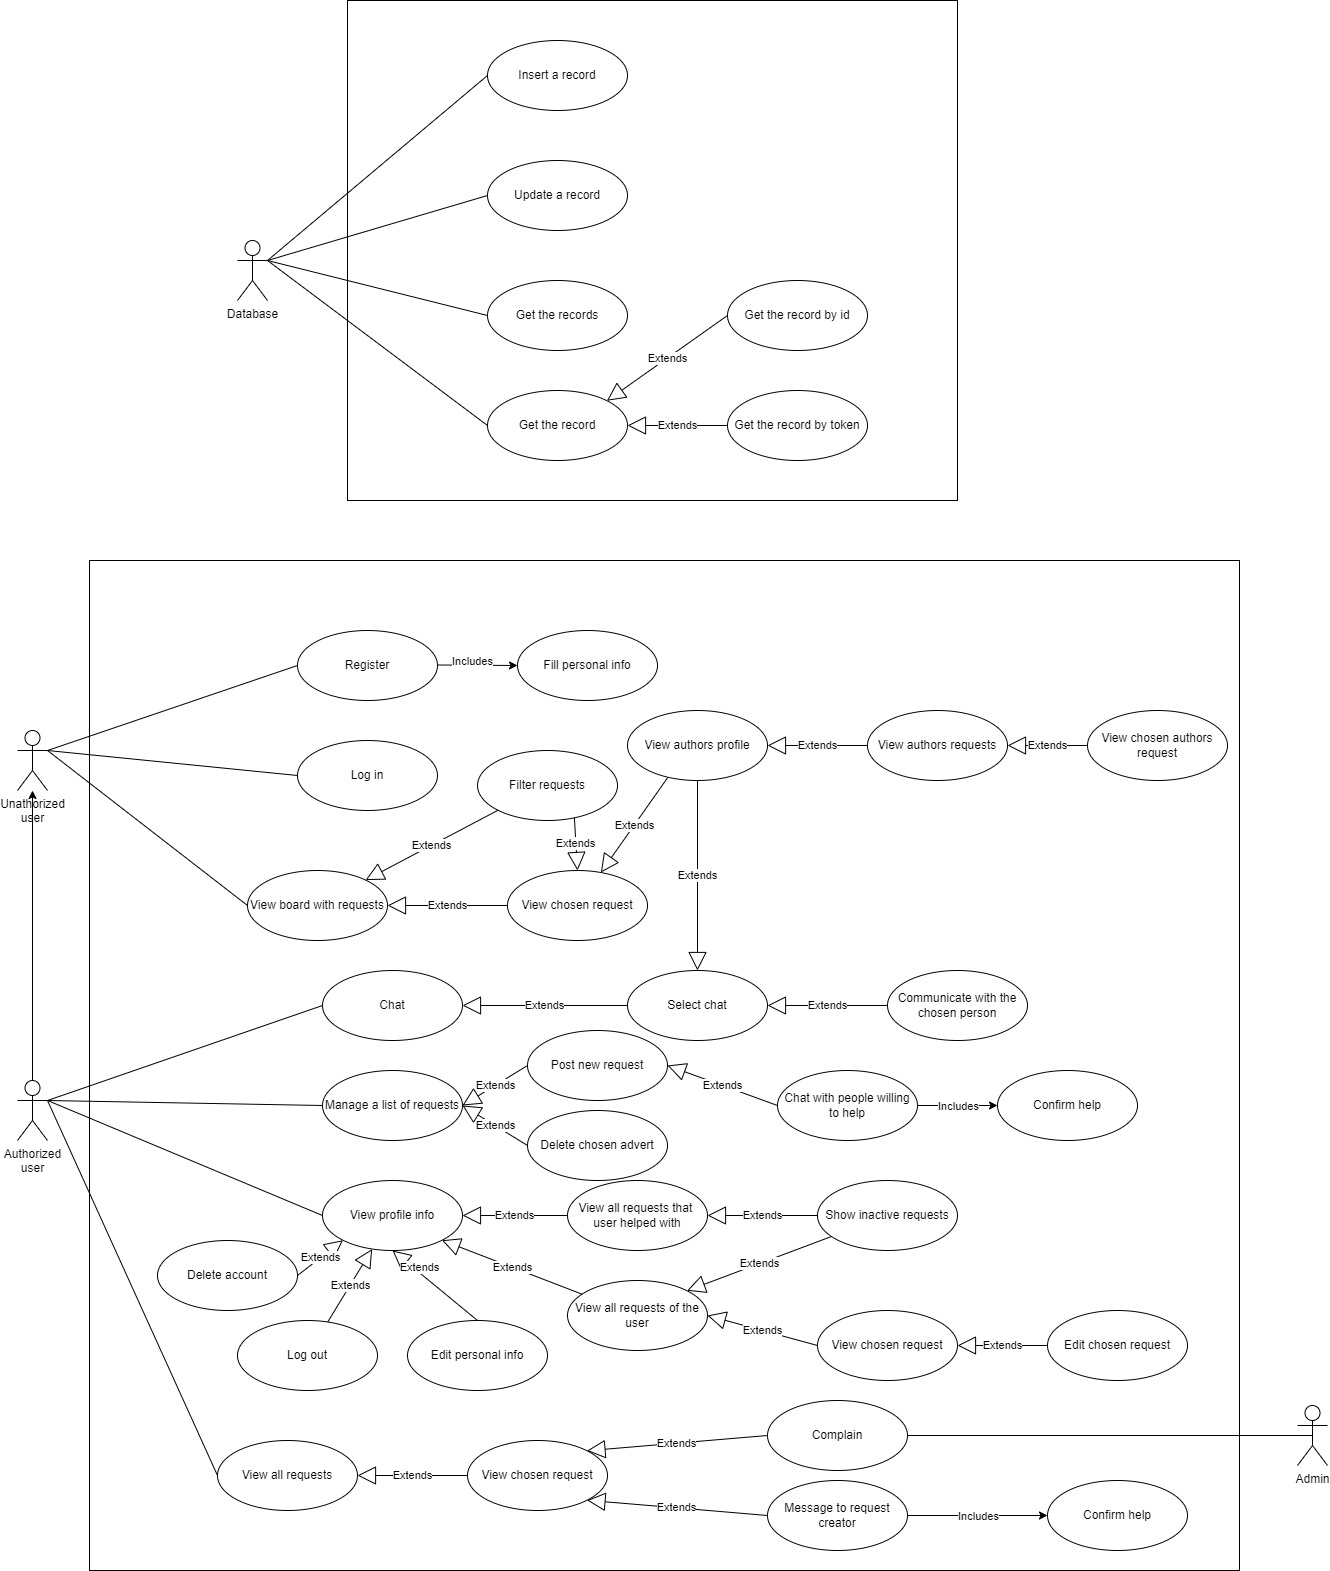 Insert a record
Update a record
Database
Get the records
Get the record by id
Extends
Get the record
Extends
Get the record by token
Register
Includes
Fill personal info
View authors profile
Extends
View authors requests
Extends
View chosen authors
request
Log in
Filter requests
Unathorized
user
Extends
Extends
Extends
Extends
View board with requests
Extends
View chosen request
Chat
Extends
Select chat
Extends
Communicate with the
chosen person
Post new request
Extends
Extends
Manage a list of requests
Chat with people willing
to help
Includes
Confirm help
Extends
Delete chosen advert
Authorized
user
View profile info
Extends
View all requests that
user helped with
Extends
Show inactive requests
Extends
Extends
Extends
Extends
Delete account
Extends
View all requests of the
user
Extends
View chosen request
Extends
Edit chosen request
Log out
Edit personal info
Complain
Extends
Admin
View all requests
Extends
View chosen request
Extends
Message to request
creator
Includes
Confirm help